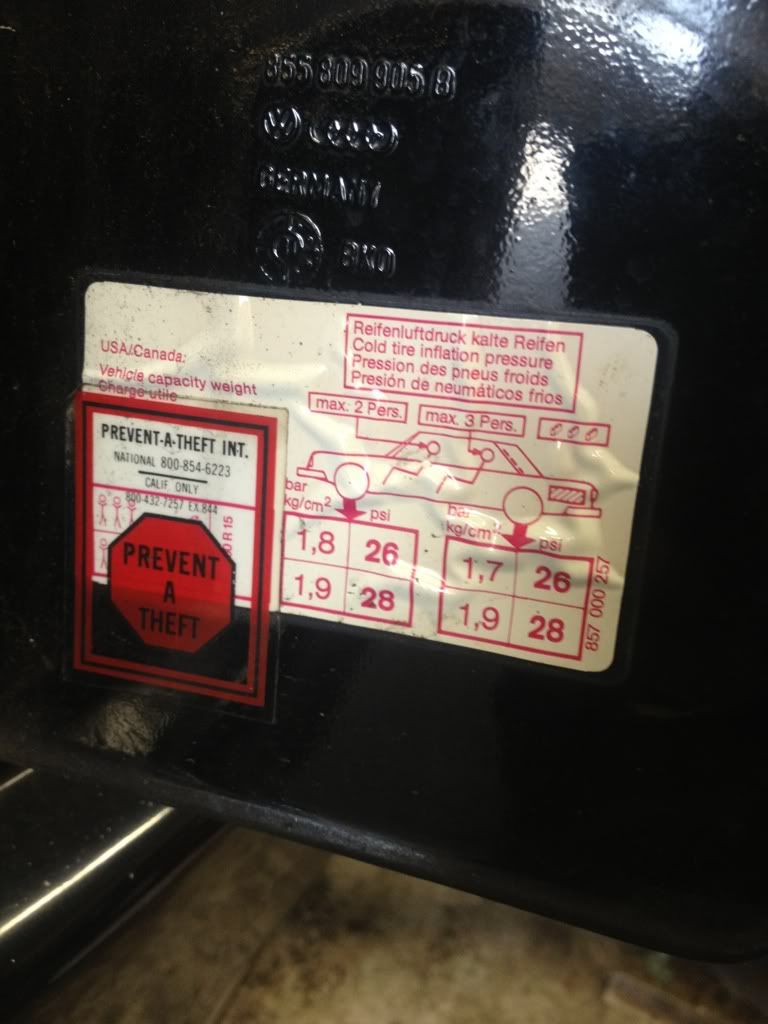 855 809 905 B
GERMANY
Reifenluftdruck kalte Reifen
Cold tire inflation pressure
Pression des pneus froids
Presión de neumáticos frios
USA/Canada:
Vehicle capacity weight
Charge utile
max. 2 Pers.
max. 3 Pers.
PREVENT-A-THEFT INT.
NATIONAL 800-854-6223
CALIF. ONLY
800-432-7257 EX.844
PREVENT
A
THEFT
R 15
bar
kg/cm²
psi
1,8 26
1,9 28
bar
kg/cm²
psi
1,7 26
1,9 28
857 000 257